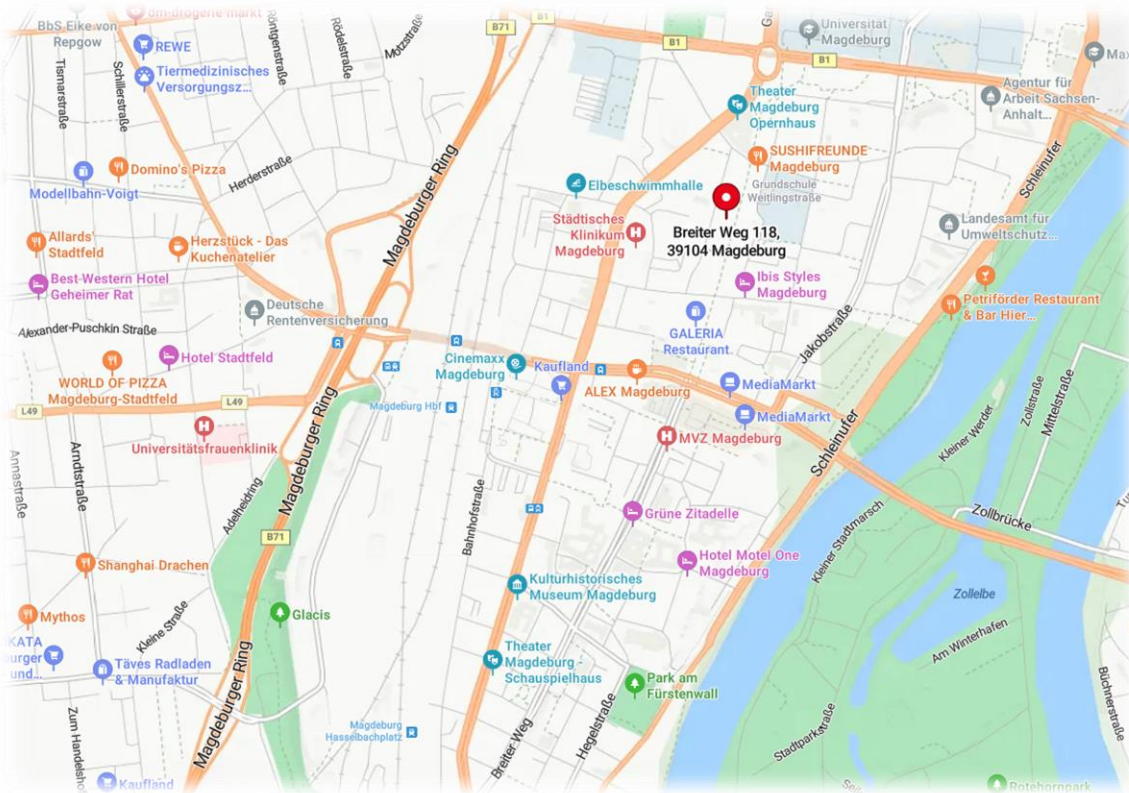 dm-drogerie markt
BbS Eike von
Repgow
REWE
Tiermedizinisches
Versorgungsz...
Tismarstraße
Schillerstraße
Röntgenstraße
Rödelstraße
Motzstraße
B71
B1
B1
B1
Universität
Magdeburg
Agentur für
Arbeit Sachsen-
Anhalt...
Theater
Magdeburg
Opernhaus
SUSHIFREUNDE
Magdeburg
Grundschule
Weitlingstraße
Schleinufer
Domino's Pizza
Modellbahn-Voigt
Herderstraße
Magdeburger Ring
Elbeschwimmhalle
Städtisches
Klinikum
Magdeburg
Breiter Weg 118,
39104 Magdeburg
Landesamt für
Umweltschutz...
Allards'
Stadtfeld
Herzstück - Das
Kuchenatelier
Best-Western Hotel
Geheimer Rat
Deutsche
Rentenversicherung
Ibis Styles
Magdeburg
Petriförder Restaurant
& Bar Hier...
Alexander-Puschkin Straße
Hotel Stadtfeld
GALERIA
Restaurant
Jakobstraße
WORLD OF PIZZA
Magdeburg-Stadtfeld
Cinemaxx
Magdeburg
Kaufland
ALEX Magdeburg
MediaMarkt
MediaMarkt
L49
L49
Magdeburg Hbf
Universitätsfrauenklinik
MVZ Magdeburg
Schleinufer
Kleiner Werder
Zollstraße
Mittelstraße
Annastraße
Arndtstraße
Adelheidring
Magdeburger Ring
B71
Bahnhofstraße
Grüne Zitadelle
Zollbrücke
Kleiner Stadtmarsch
Shanghai Drachen
Hotel Motel One
Magdeburg
Kulturhistorisches
Museum Magdeburg
Zollelbe
Mythos
Glacis
Kleine Straße
Am Winterhafen
Täves Radladen
& Manufaktur
Theater
Magdeburg -
Schauspielhaus
Park am
Fürstenwall
Magdeburger Ring
Magdeburg
Hasselbachplatz
Breiter Weg
Hegelstraße
Stadtparkstraße
Büchnerstraße
Zum Handelshof
Kaufland
Rotehornpark